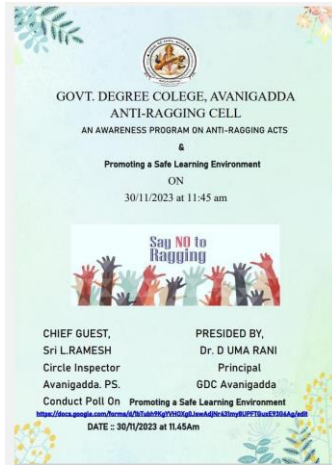 GOVT. DEGREE COLEGE, AVANIGADDA
ANTI-RAGGING CELL
AN AWARENESS PROGRAM ON ANTI-RAGGING ACTS
&
Promoting a Safe Learning Environment
ON
30/11/2023 at 11:45 am
Say NO to
Ragging
CHIEF GUEST,
Sri L.RAMESH
Circle Inspector
Avanigadda. PS.
PRESIDED BY,
Dr. D UMA RANI
Principal
GDC Avanigadda
Conduct Poll On Promoting a Safe Learning Environment
DATE :: 30/11/2023 at 11.45Am